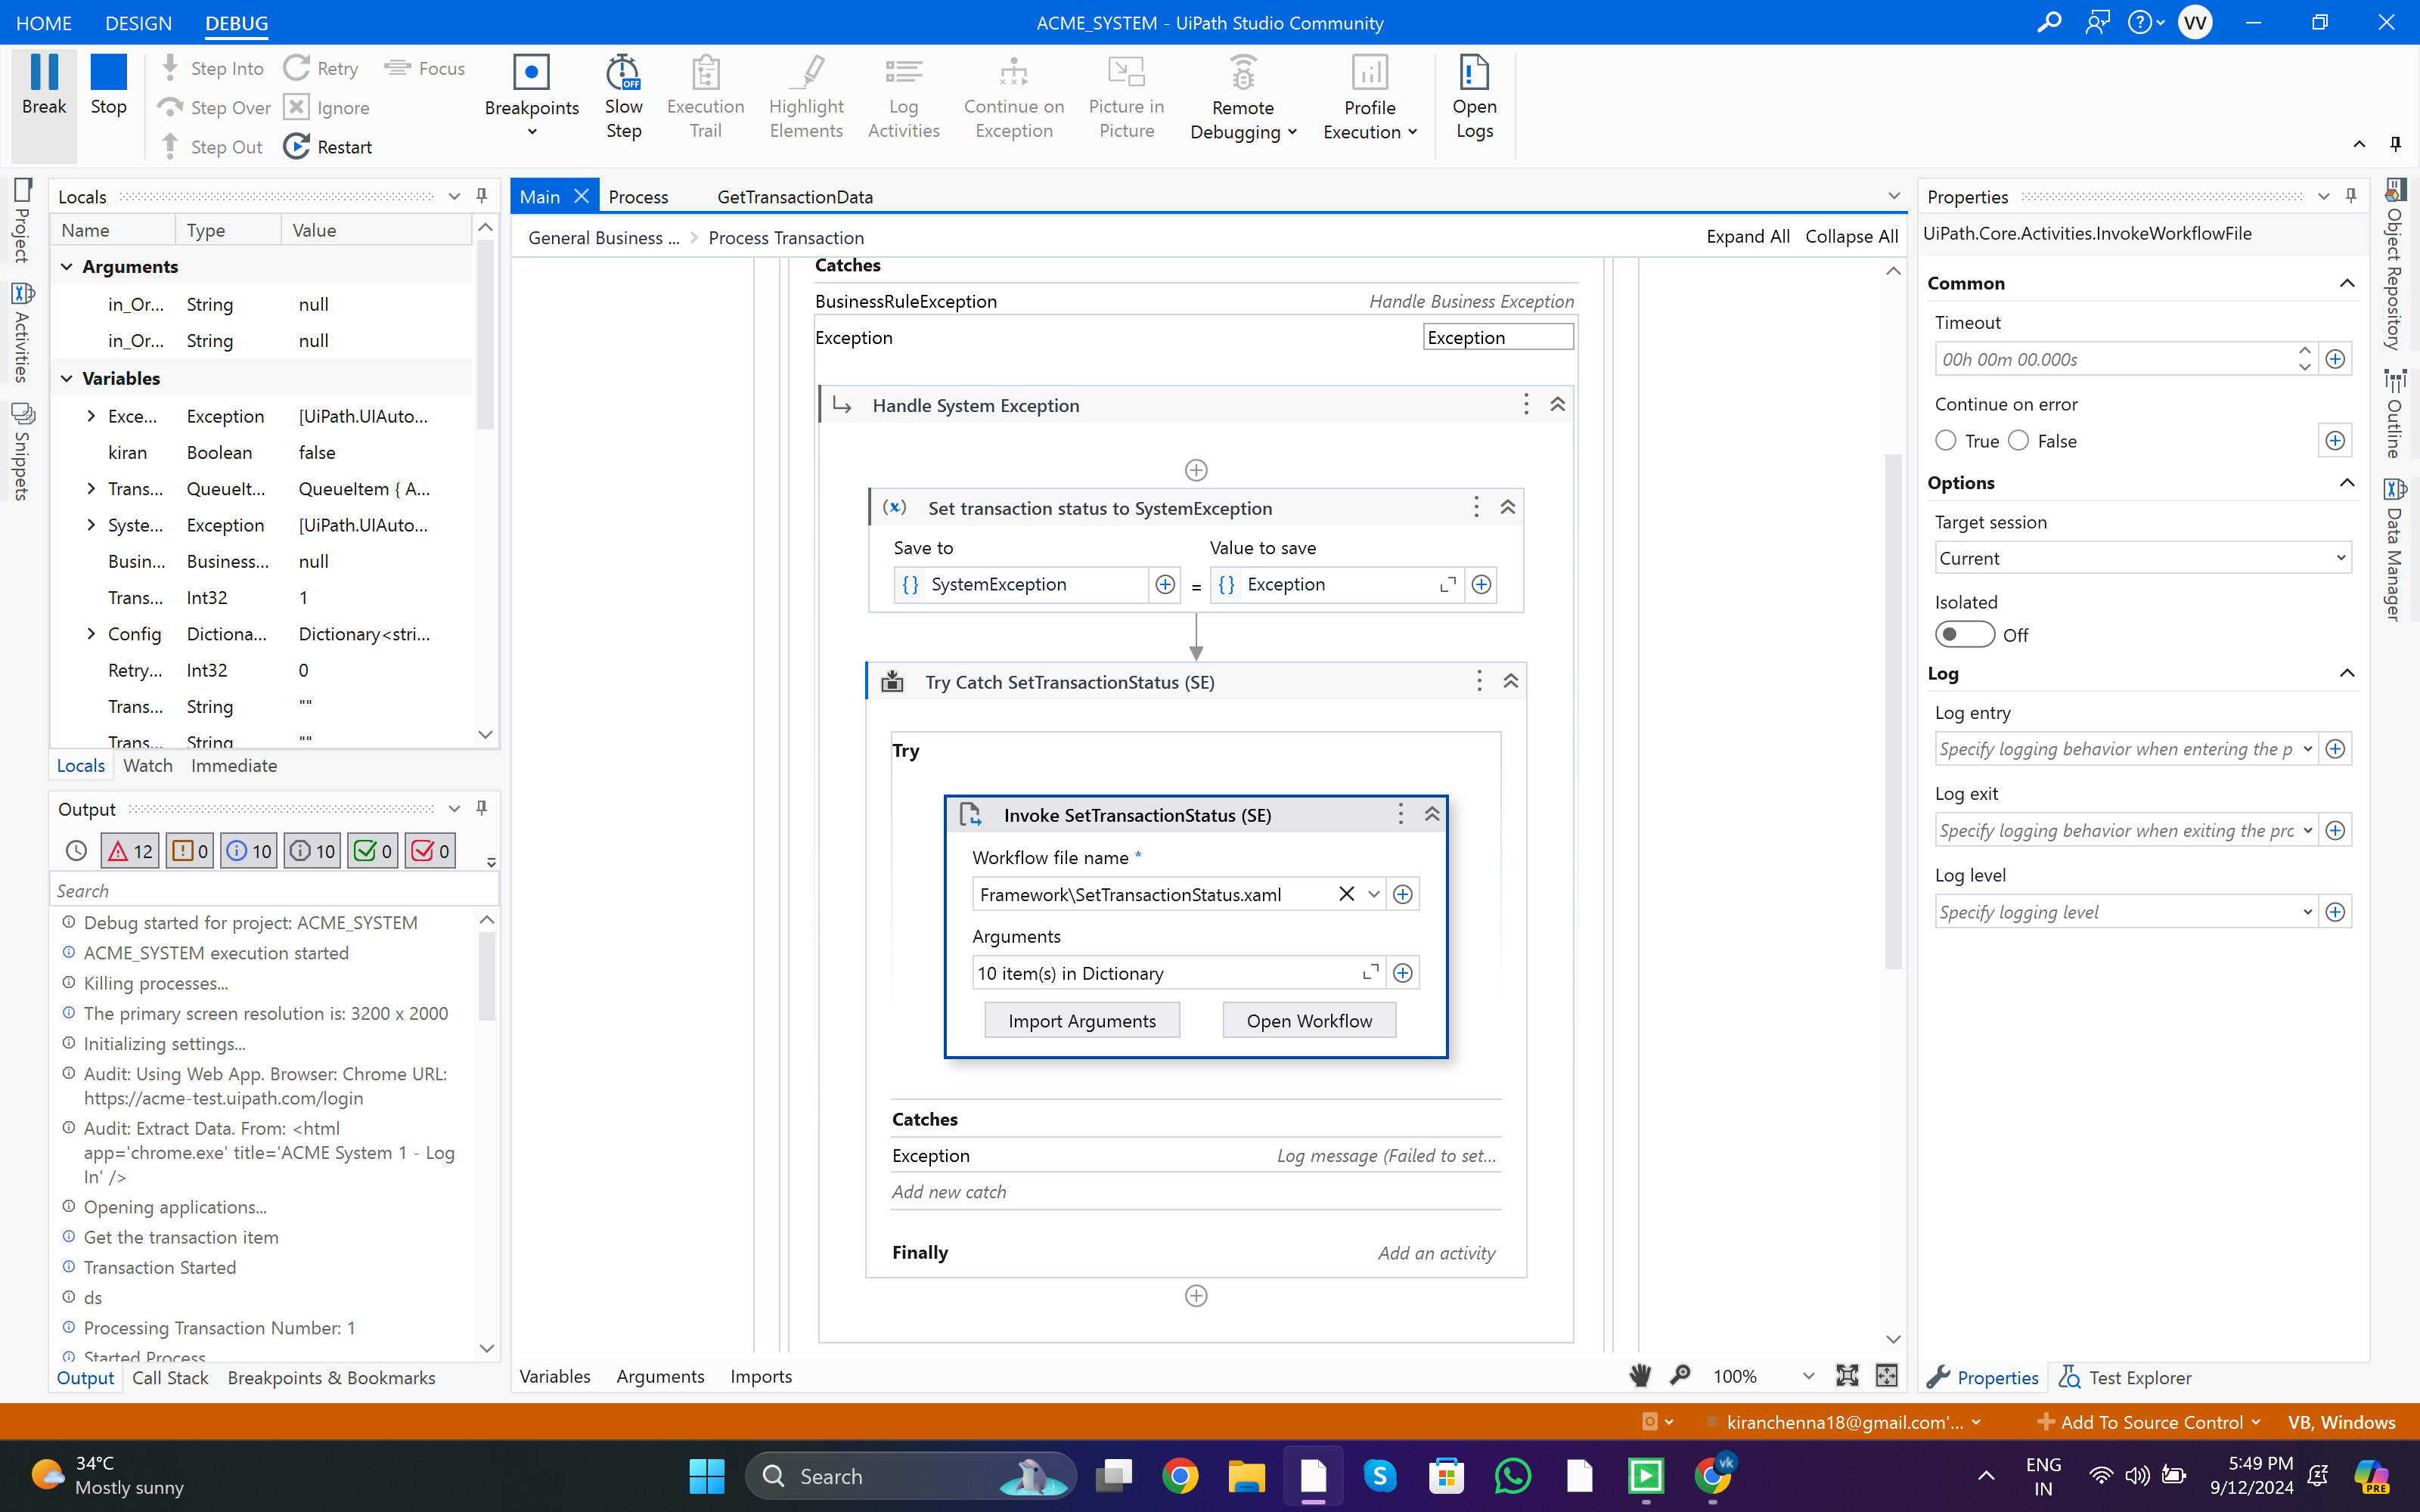 HOME DESIGN DEBUG ACME_SYSTEM - UiPath Studio Community VV
Break Stop Step Into Retry Focus Breakpoints Slow Step Execution Trail Highlight Elements Log Activities Continue on Exception Picture in Picture Remote Debugging Profile Execution Open Logs
Step Over Ignore
Step Out Restart
Project
Activities
Snippets
Locals
Name Type Value
Arguments
in_Or... String null
in_Or... String null
Variables
Exce... Exception [UiPath.UIAuto...
kiran Boolean false
Trans... QueueIt... QueueItem { A...
Syste... Exception [UiPath.UIAuto...
Busin... Business... null
Trans... Int32 1
Config Dictiona... Dictionary<stri...
Retry... Int32 0
Trans... String ""
Trans... String ""
Locals Watch Immediate
Output
12 0 10 10 0 0
Search
Debug started for project: ACME_SYSTEM
ACME_SYSTEM execution started
Killing processes...
The primary screen resolution is: 3200 x 2000
Initializing settings...
Audit: Using Web App. Browser: Chrome URL:
https://acme-test.uipath.com/login
Audit: Extract Data. From: <html
app='chrome.exe' title='ACME System 1 - Log
In' />
Opening applications...
Get the transaction item
Transaction Started
ds
Processing Transaction Number: 1
Started Process
Output Call Stack Breakpoints & Bookmarks
Main Process GetTransactionData
General Business ... > Process Transaction Expand All Collapse All
Catches
BusinessRuleException Handle Business Exception
Exception Exception
Handle System Exception
(x) Set transaction status to SystemException
Save to Value to save
{} SystemException = {} Exception
Try Catch SetTransactionStatus (SE)
Try
Invoke SetTransactionStatus (SE)
Workflow file name *
Framework\SetTransactionStatus.xaml
Arguments
10 item(s) in Dictionary
Import Arguments Open Workflow
Catches
Exception Log message (Failed to set...
Add new catch
Finally Add an activity
Variables Arguments Imports 100%
Properties
UiPath.Core.Activities.InvokeWorkflowFile
Common
Timeout
00h 00m 00.000s
Continue on error
True False
Options
Target session
Current
Isolated
Off
Log
Log entry
Specify logging behavior when entering the p
Log exit
Specify logging behavior when exiting the prc
Log level
Specify logging level
Properties Test Explorer
Object Repository
Outline
Data Manager
kiranchenna18@gmail.com'... Add To Source Control VB, Windows
34°C
Mostly sunny
Search
vk
ENG
IN
5:49 PM
9/12/2024
PRE